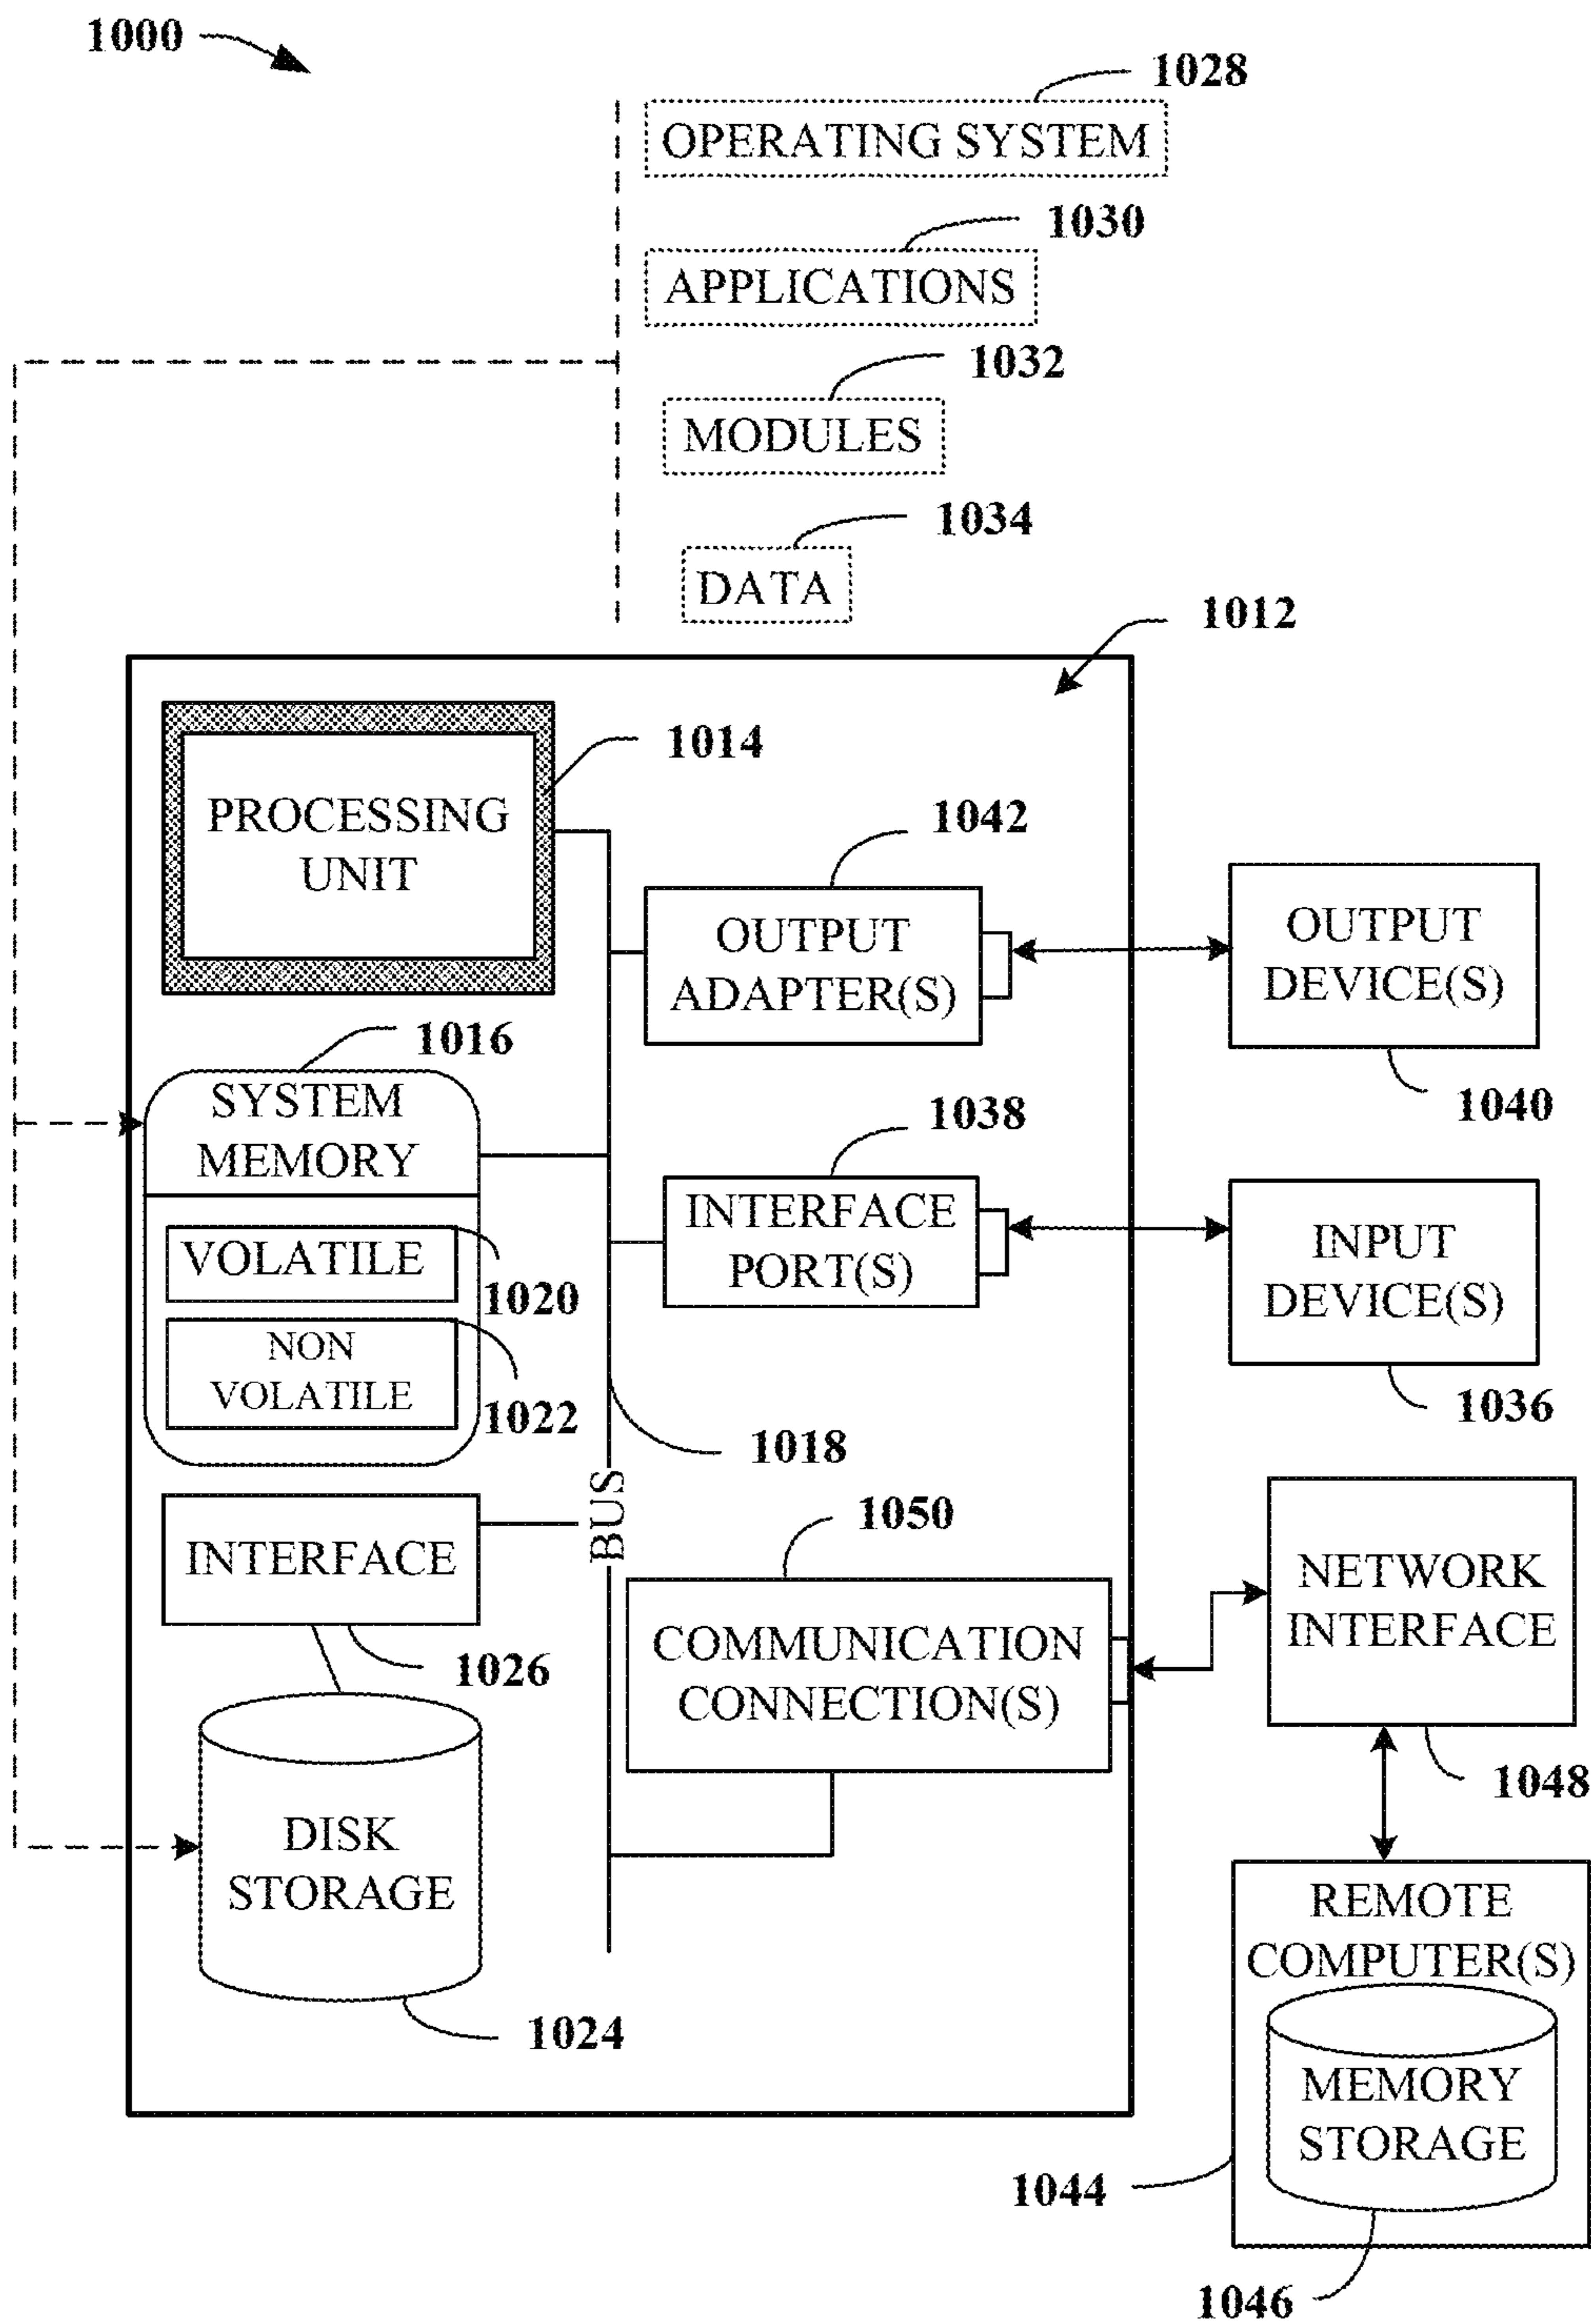 1000
1028
OPERATING SYSTEM
1030
APPLICATIONS
1032
MODULES
1034
DATA
1012
1014
PROCESSING
UNIT
1042
OUTPUT
ADAPTER(S)
OUTPUT
DEVICE(S)
1040
1016
SYSTEM
MEMORY
VOLATILE
1020
NON
VOLATILE
1022
1038
INTERFACE
PORT(S)
INPUT
DEVICE(S)
1036
1018
BUS
INTERFACE
1026
1050
COMMUNICATION
CONNECTION(S)
NETWORK
INTERFACE
1048
DISK
STORAGE
1024
REMOTE
COMPUTER(S)
MEMORY
STORAGE
1044
1046